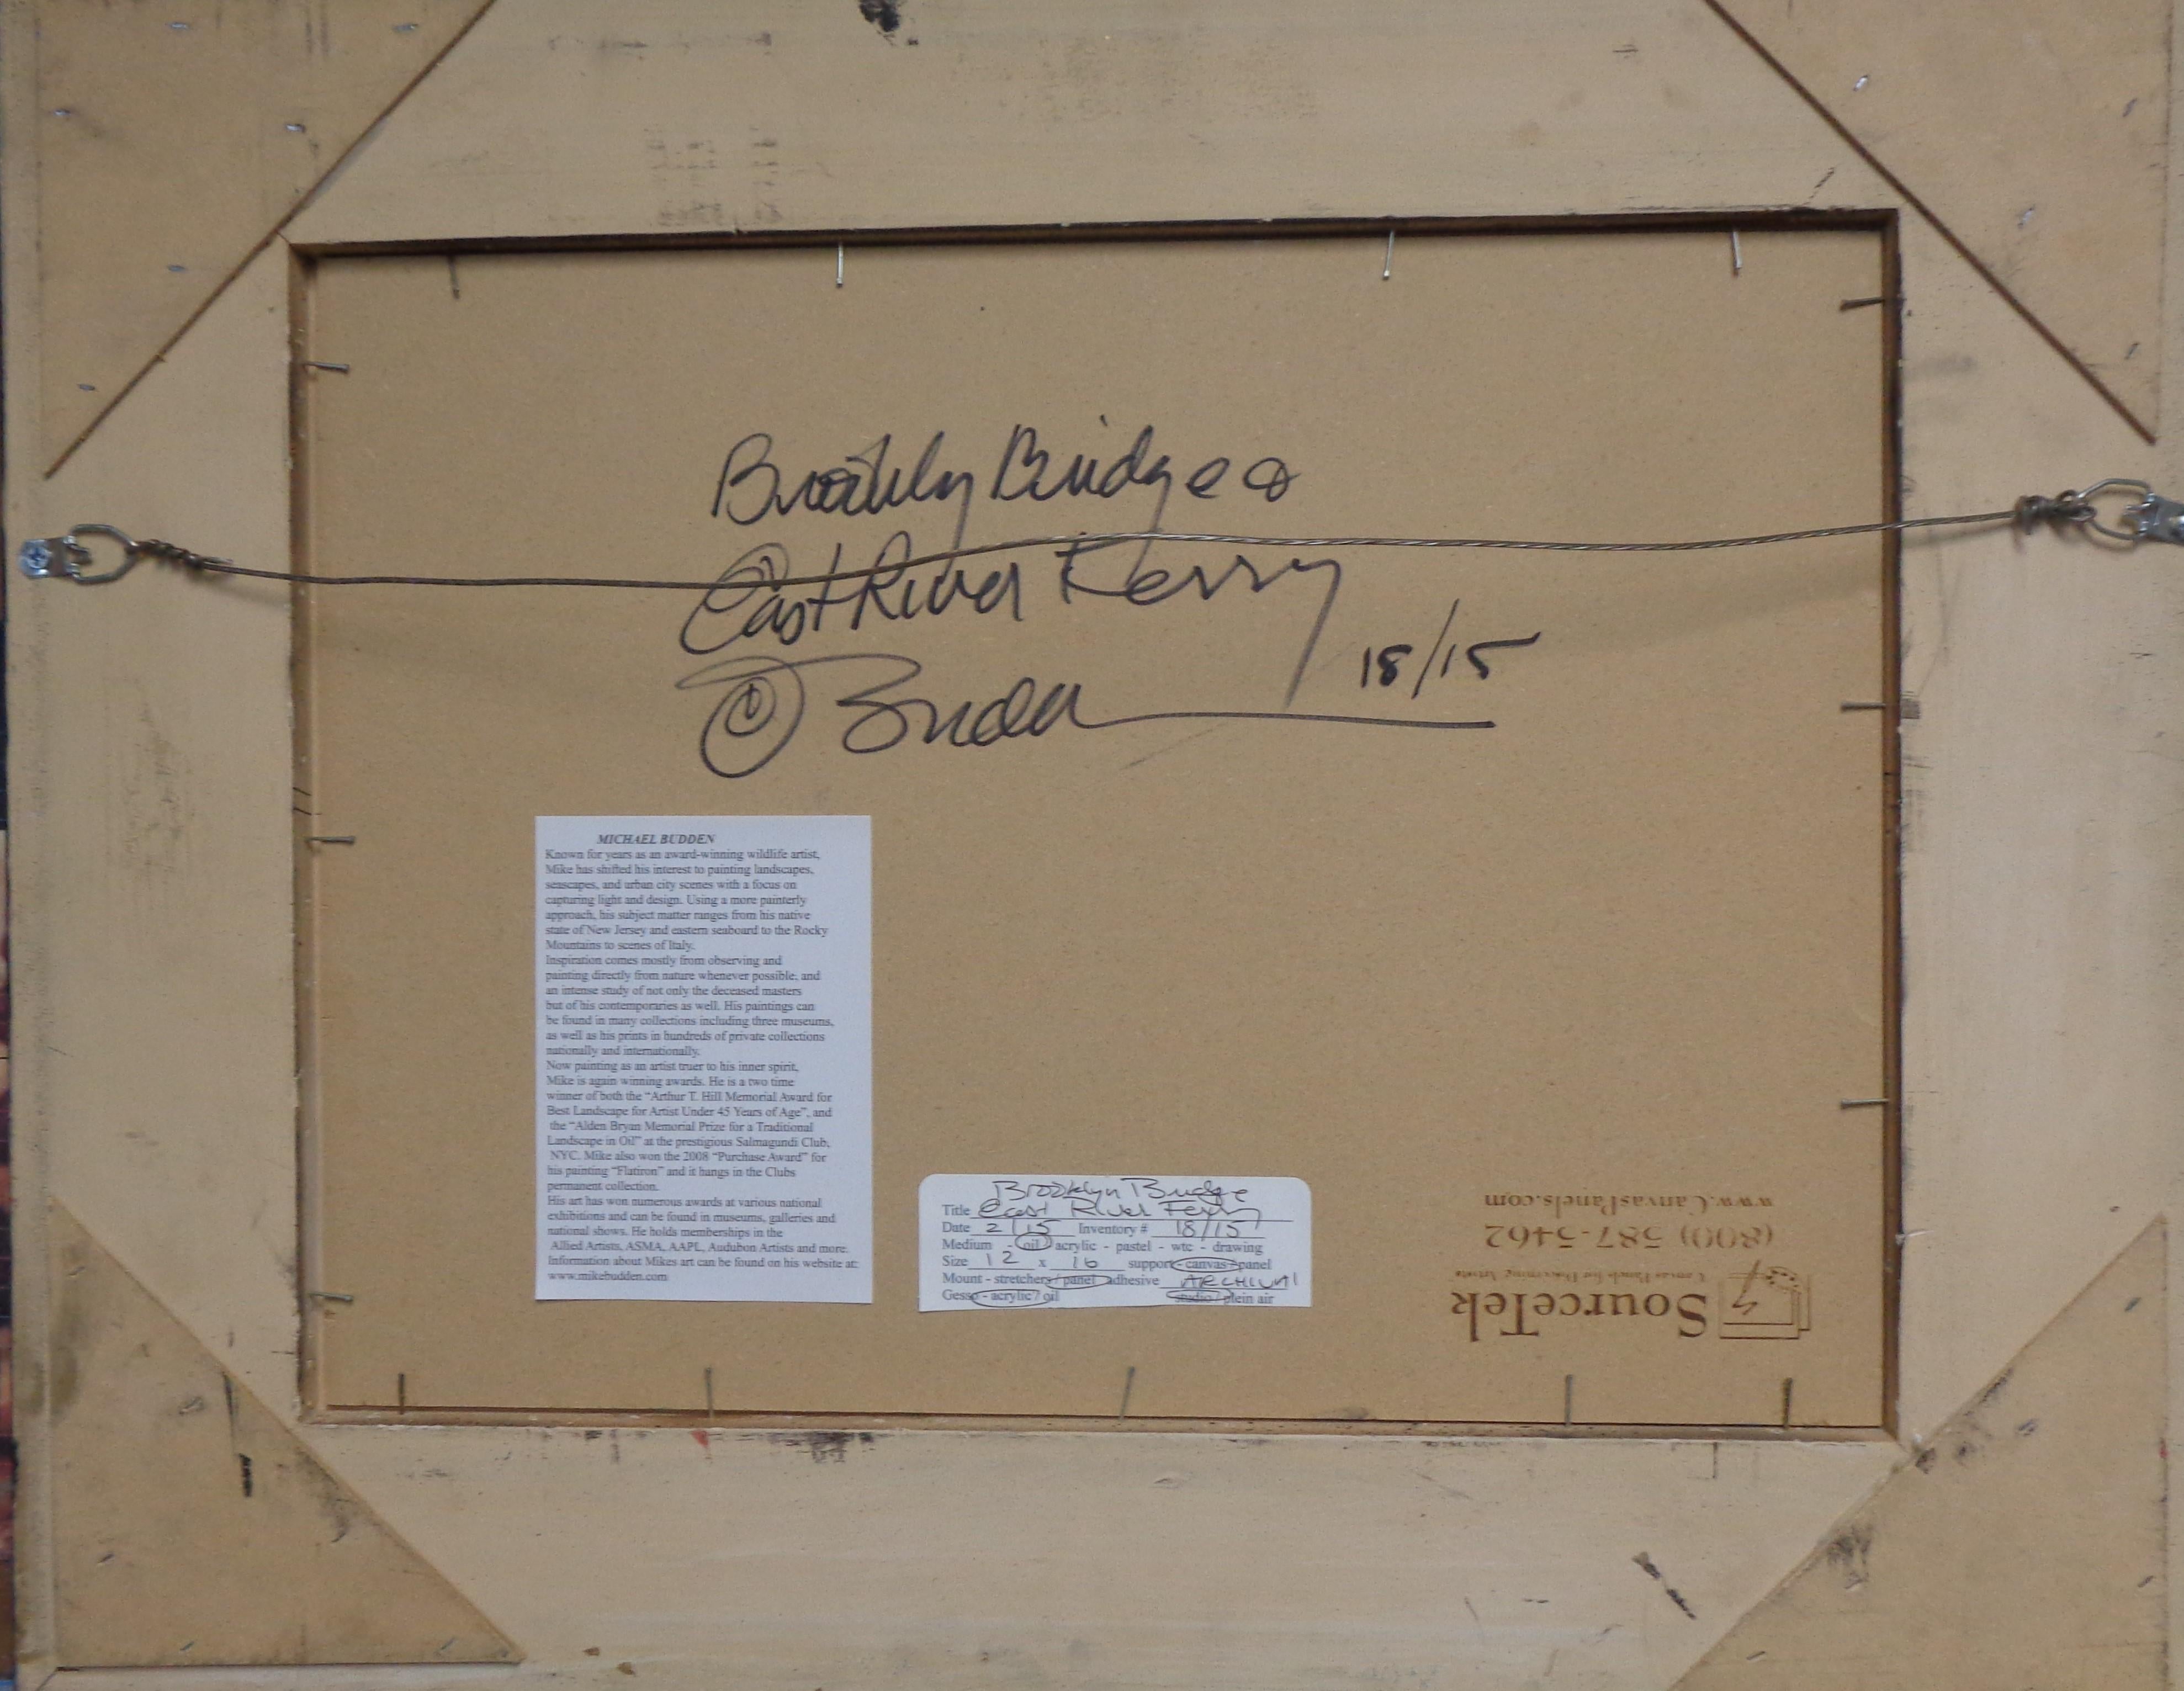 Brooklyn Bridge &
East River Ferry
18/15
© Budden
MICHAEL BUDDEN
Known for years as an award-winning wildlife artist,
Mike has shifted his interest to painting landscapes,
seascapes, and urban city scenes with a focus on
capturing light and design. Using a more painterly
approach, his subject matter ranges from his native
state of New Jersey and eastern seaboard to the Rocky
Mountains to scenes of Italy.
Inspiration comes mostly from observing and
painting directly from nature whenever possible, and
an intense study of not only the deceased masters
but of his contemporaries as well. His paintings can
be found in many collections including three museums,
as well as his prints in hundreds of private collections
nationally and internationally.
Now painting as an artist truer to his inner spirit,
Mike is again winning awards. He is a two time
winner of both the “Arthur T. Hill Memorial Award for
Best Landscape for Artist Under 45 Years of Age”, and
the “Alden Bryan Memorial Prize for a Traditional
Landscape in Oil” at the prestigious Salmagundi Club,
NYC. Mike also won the 2008 “Purchase Award” for
his painting “Flatiron” and it hangs in the Clubs
permanent collection.
His art has won numerous awards at various national
exhibitions and can be found in museums, galleries and
national shows. He holds memberships in the
Allied Artists, ASMA, AAPL, Audubon Artists and more.
Information about Mikes art can be found on his website at:
www.mikebudden.com
Brooklyn Bridge
Title East River Ferry
Date 2/15 Inventory # 18/15
Medium - oil - acrylic - pastel - wtc - drawing
Size 12 x 16 support - canvas - panel
Mount - stretchers / panel adhesive ARCHIVAL
Gesso - acrylic / oil studio / plein air
SourceTek
Canvas Panels for Discerning Artists
(800) 587-5462
www.CanvasPanels.com